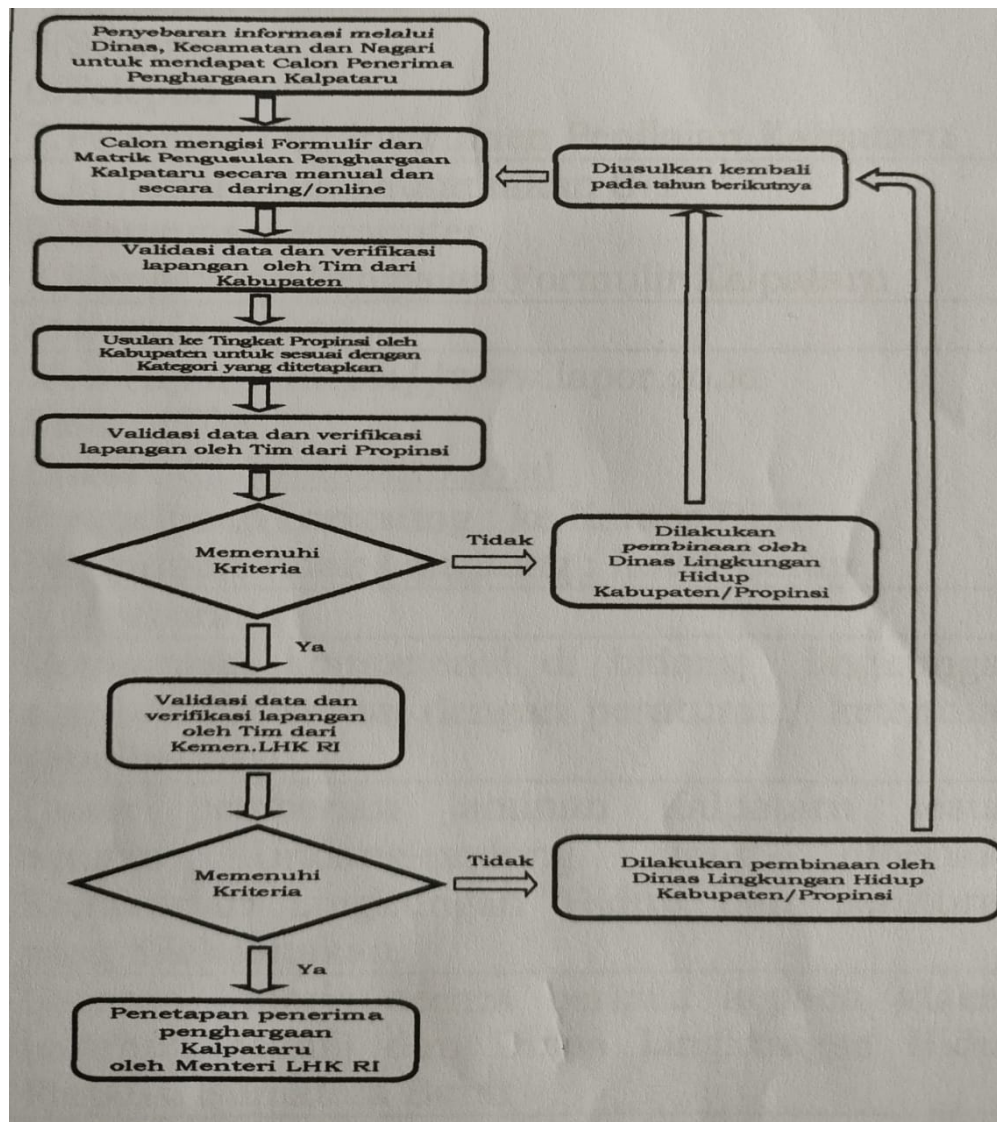 Penyebaran informasi melalui
Dinas, Kecamatan dan Nagari
untuk mendapat Calon Penerima
Penghargaan Kalpataru
Calon mengisi Formulir dan
Matrik Pengusulan Penghargaan
Kalpataru secara manual dan
secara daring/online
Diusulkan kembali
pada tahun berikutnya
Validasi data dan verifikasi
lapangan oleh Tim dari
Kabupaten
Usulan ke Tingkat Propinsi oleh
Kabupaten untuk sesuai dengan
Kategori yang ditetapkan
Validasi data dan verifikasi
lapangan oleh Tim dari Propinsi
Memenuhi
Kriteria
Tidak
Dilakukan
pembinaan oleh
Dinas Lingkungan
Hidup
Kabupaten/Propinsi
Ya
Validasi data dan
verifikasi lapangan
oleh Tim dari
Kemen.LHK RI
Memenuhi
Kriteria
Tidak
Dilakukan pembinaan oleh
Dinas Lingkungan Hidup
Kabupaten/Propinsi
Ya
Penetapan penerima
penghargaan
Kalpataru
oleh Menteri LHK RI